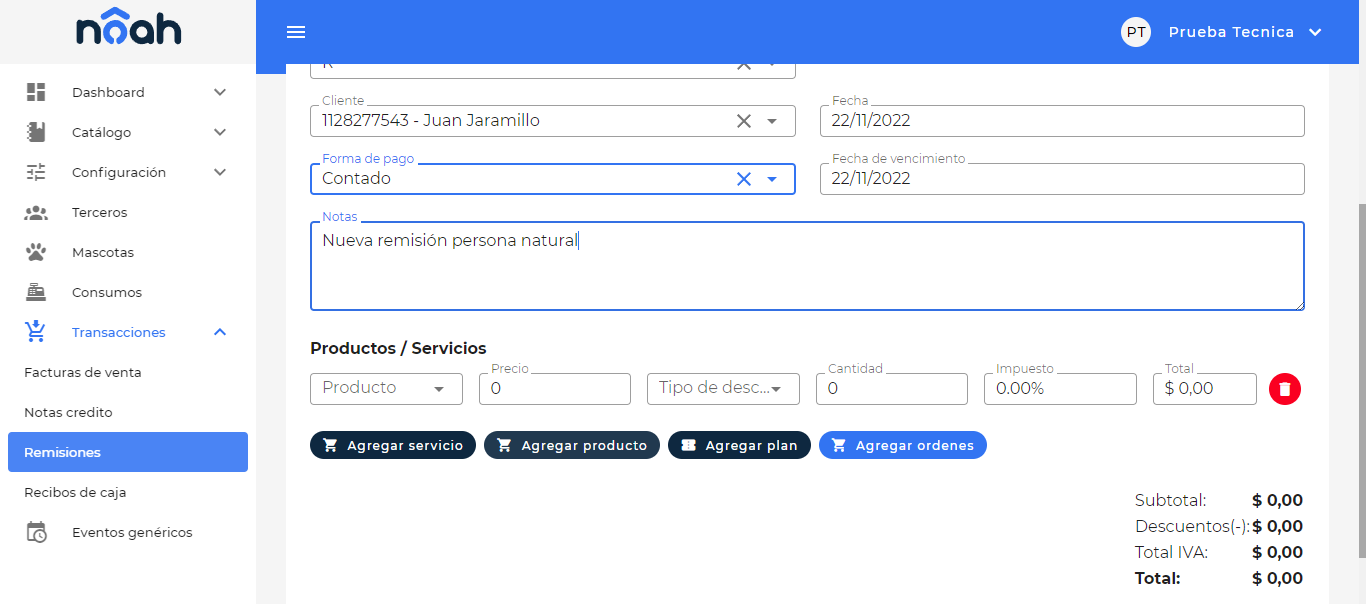 nôah
PT Prueba Tecnica
Dashboard
Catálogo
Configuración
Terceros
Mascotas
Consumos
Transacciones
Facturas de venta
Notas credito
Remisiones
Recibos de caja
Eventos genéricos
Cliente
1128277543 - Juan Jaramillo
Fecha
22/11/2022
Forma de pago
Contado
Fecha de vencimiento
22/11/2022
Notas
Nueva remisión persona natural
Productos / Servicios
Producto
Precio
0
Tipo de desc...
Cantidad
0
Impuesto
0.00%
Total
$ 0,00
Agregar servicio
Agregar producto
Agregar plan
Agregar ordenes
Subtotal: $ 0,00
Descuentos(-): $ 0,00
Total IVA: $ 0,00
Total: $ 0,00